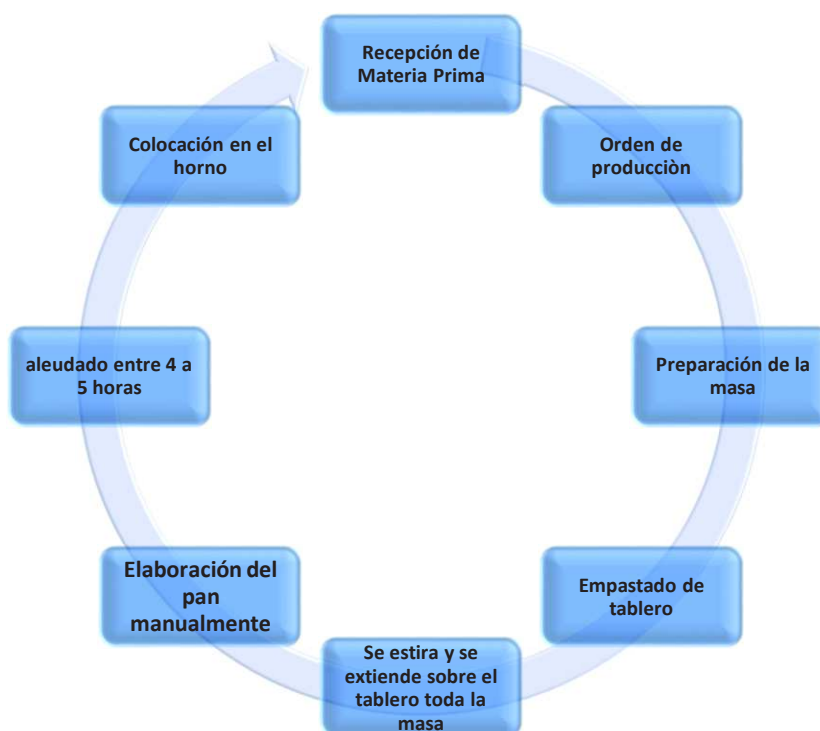 Recepción de
Materia Prima
Orden de
producciòn
Preparación de la
masa
Empastado de
tablero
Se estira y se
extiende sobre el
tablero toda la
masa
Elaboración del
pan
manualmente
aleudado entre 4 a
5 horas
Colocación en el
horno